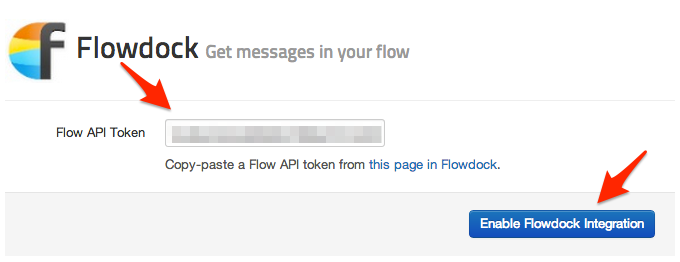 Flowdock Get messages in your flow
Flow API Token
Copy-paste a Flow API token from this page in Flowdock.
Enable Flowdock Integration